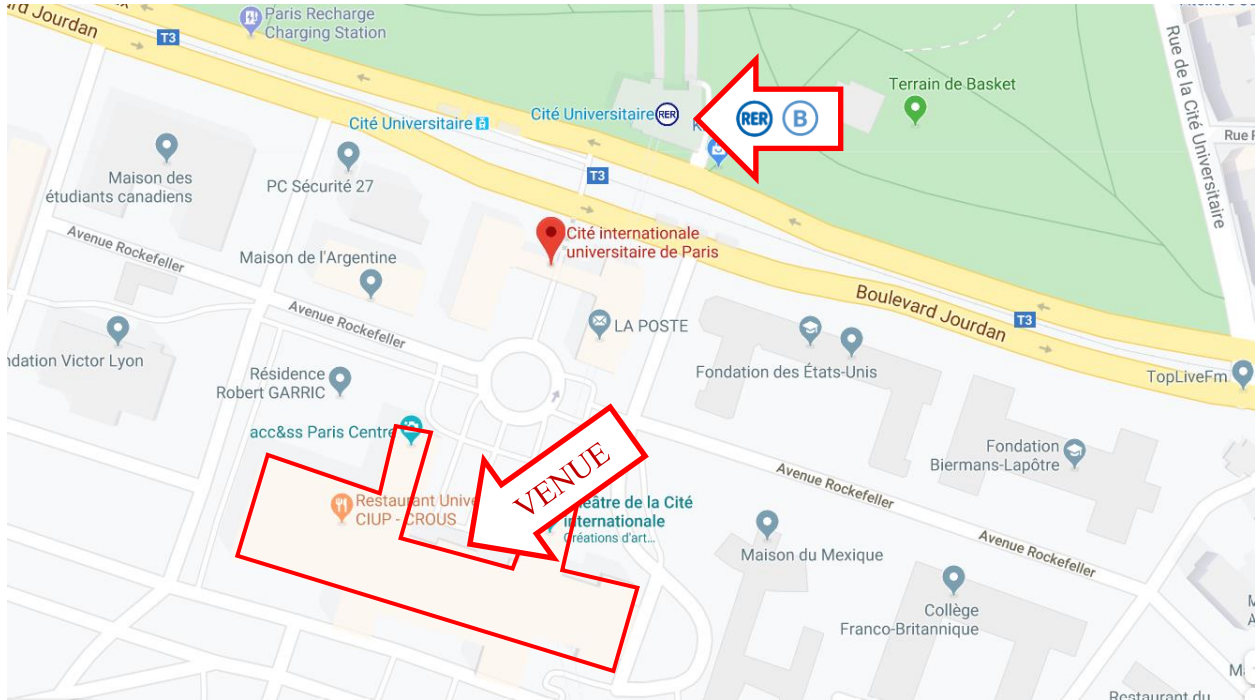 Paris Recharge
Charging Station
rd Jourdan
T3
Terrain de Basket
Rue de la Cité Universitaire
Cité Universitaire
Cité Universitaire
RER
RER B
K
Rue
T3
Maison des
étudiants canadiens
PC Sécurité 27
Cité internationale
universitaire de Paris
Avenue Rockefeller
Maison de l'Argentine
Boulevard Jourdan
T3
Avenue Rockefeller
LA POSTE
ndation Victor Lyon
Résidence
Robert GARRIC
Fondation des États-Unis
TopLiveFm
acc&ss Paris Centre
Fondation
Biermans-Lapôtre
VENUE
Avenue Rockefeller
Restaurant Unive
CIUP - CROUS
éâtre de la Cité
internationale
Créations d'art...
Maison du Mexique
Avenue Rockefeller
Collège
Franco-Britannique
Restaurant du